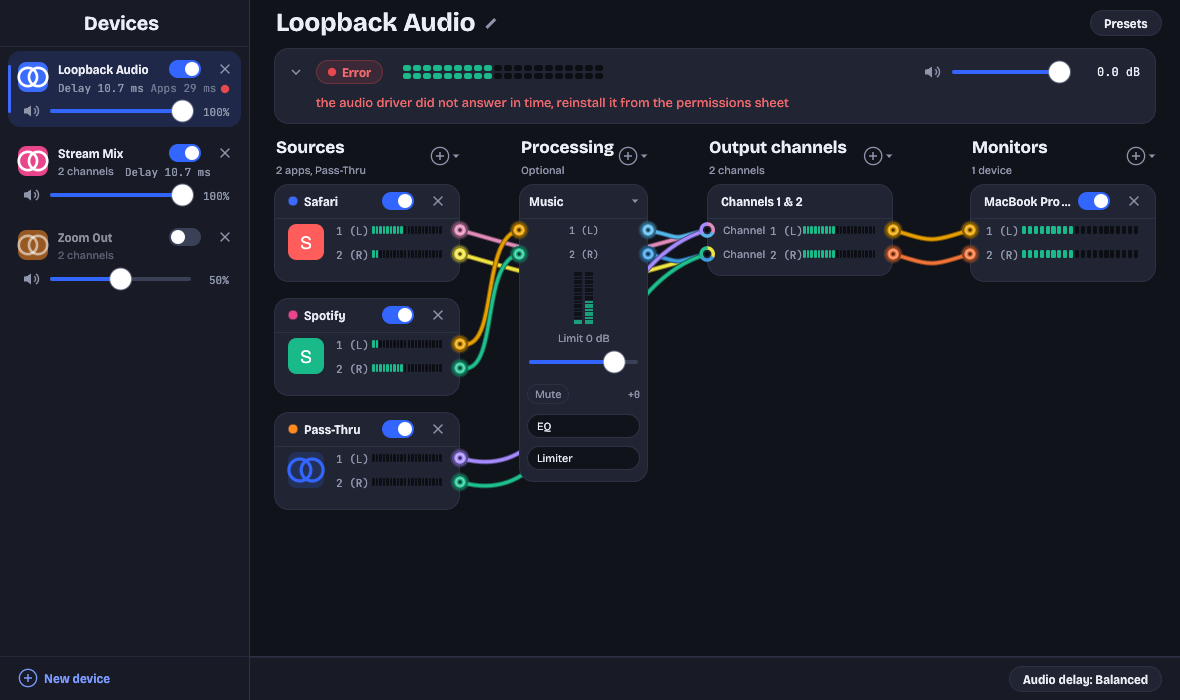 Devices
Loopback Audio
Delay 10.7 ms Apps 29 ms
100%
Stream Mix
2 channels Delay 10.7 ms
100%
Zoom Out
2 channels
50%
New device
Loopback Audio
Presets
Error
0.0 dB
the audio driver did not answer in time, reinstall it from the permissions sheet
Sources
2 apps, Pass-Thru
Safari
S
1 (L)
2 (R)
Spotify
S
1 (L)
2 (R)
Pass-Thru
1 (L)
2 (R)
Processing
Optional
Music
1 (L)
2 (R)
Limit 0 dB
Mute +0
EQ
Limiter
Output channels
2 channels
Channels 1 & 2
Channel 1 (L)
Channel 2 (R)
Monitors
1 device
MacBook Pro ...
1 (L)
2 (R)
Audio delay: Balanced